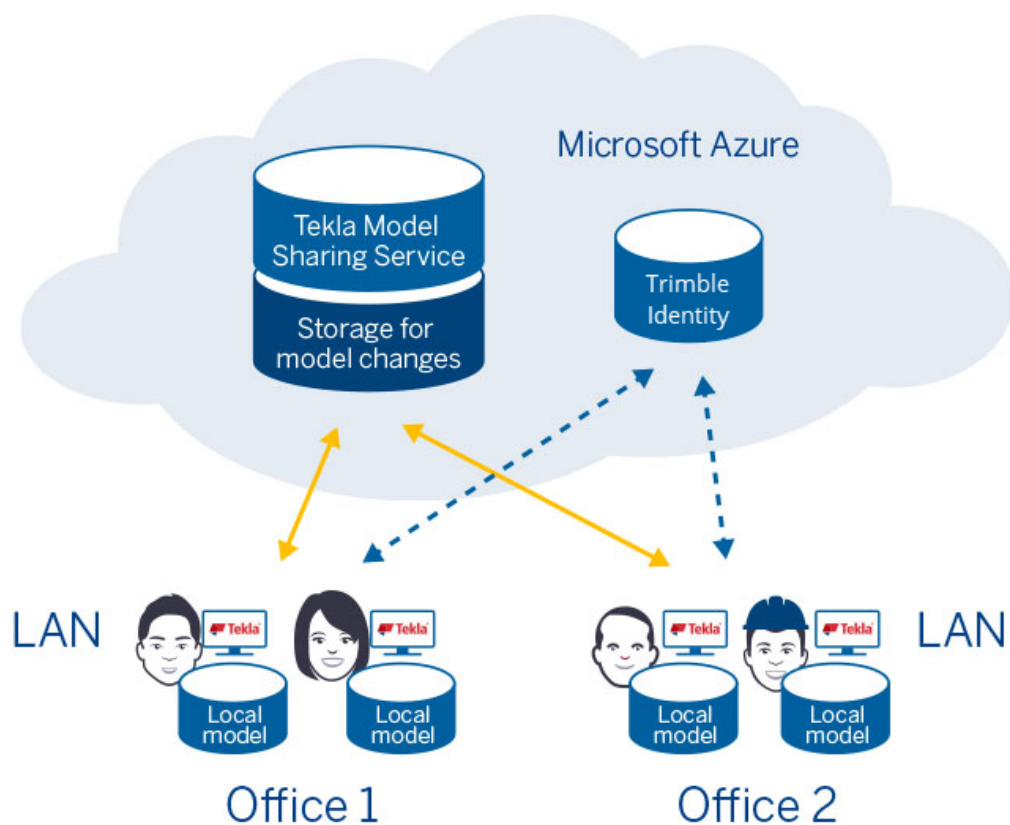 Microsoft Azure
Tekla Model
Sharing Service
Storage for
model changes
Trimble
Identity
LAN
Tekla
Tekla
Tekla
Tekla
LAN
Local
model
Local
model
Local
model
Local
model
Office 1
Office 2